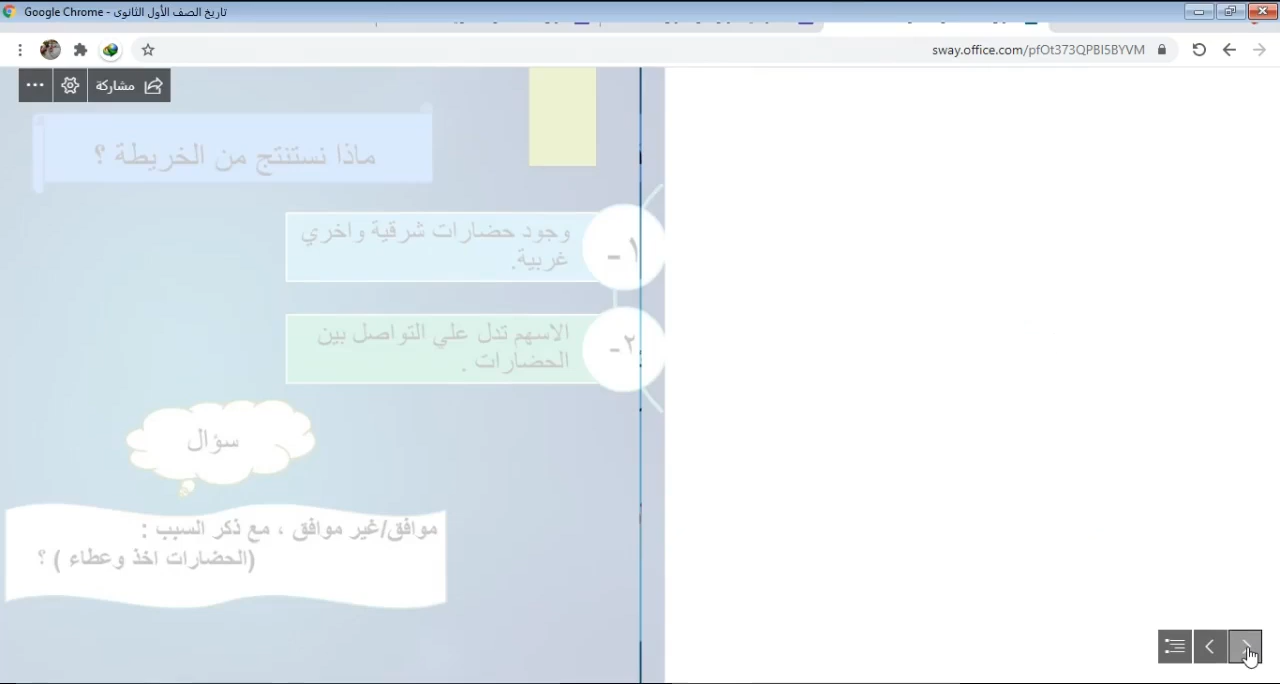 تاريخ الصف الأول الثانوى - Google Chrome
sway.office.com/pfOt373QPBI5BYVM
مشاركة
ماذا نستنتج من الخريطة ؟
١-
وجود حضارات شرقية واخري
غربية.
٢-
الاسهم تدل علي التواصل بين
الحضارات .
سؤال
موافق/غير موافق ، مع ذكر السبب :
(الحضارات اخذ وعطاء ) ؟